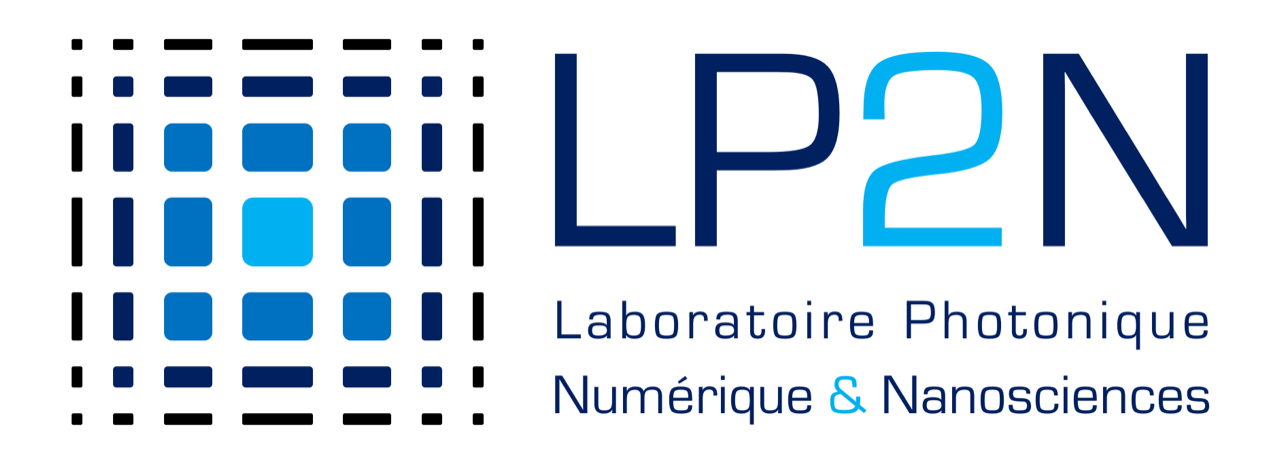 LP2N
Laboratoire Photonique
Numérique & Nanosciences